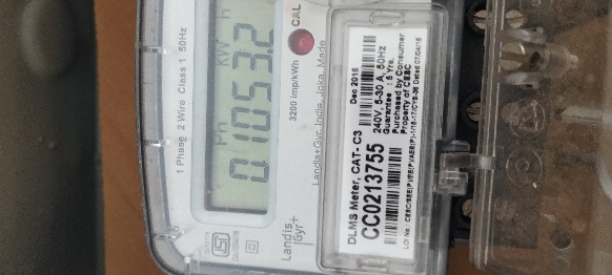 1 Phase 2 Wire Class 1 50Hz
Ph KW h
01053.2
3200 imp/kWh CAL
Landis+Gyr, India, Joka, Made
Landis
Gyr+
DLMS Meter, CAT- C3 Dec 2015
CC0213755
240V, 5-30 A, 50Hz
Guarantee : 5 Yrs.
Purchased by Consumer
Property of CESC